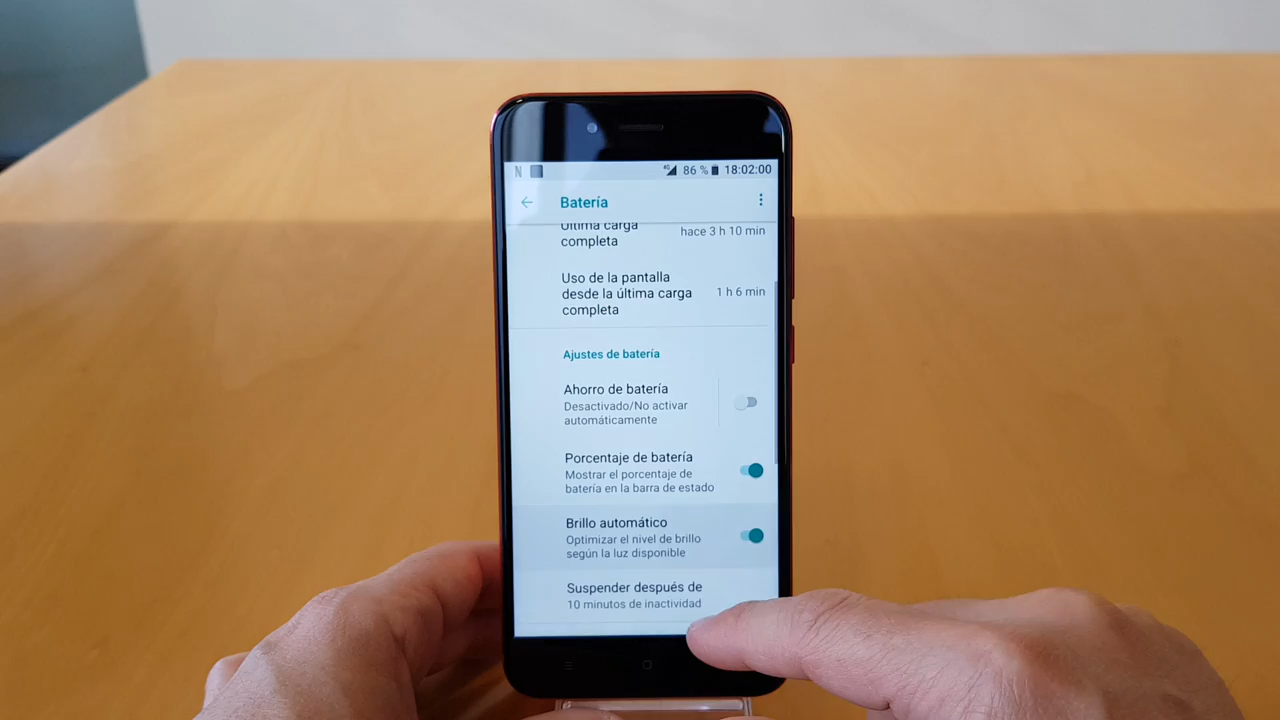 N 4G 86 % 18:02:00
Batería
Última carga
completa
hace 3 h 10 min
Uso de la pantalla
desde la última carga
completa
1 h 6 min
Ajustes de batería
Ahorro de batería
Desactivado/No activar
automáticamente
Porcentaje de batería
Mostrar el porcentaje de
batería en la barra de estado
Brillo automático
Optimizar el nivel de brillo
según la luz disponible
Suspender después de
10 minutos de inactividad